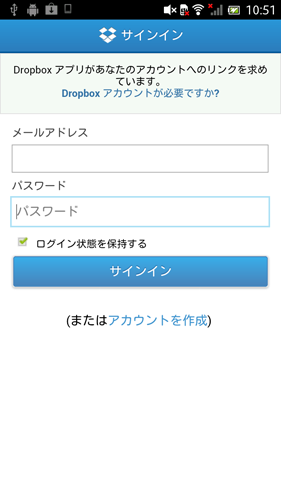 10:51
サインイン
Dropbox アプリがあなたのアカウントへのリンクを求め
ています。
Dropbox アカウントが必要ですか?
メールアドレス
パスワード
パスワード
ログイン状態を保持する
サインイン
(またはアカウントを作成)